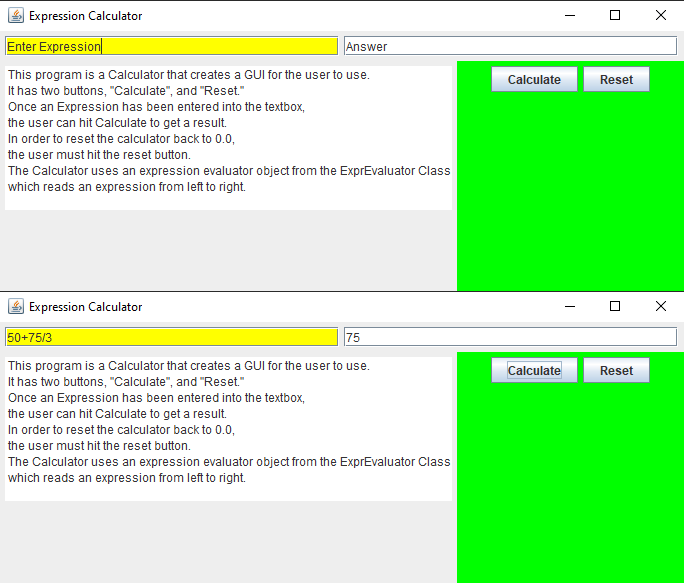 Expression Calculator
Enter Expression
Answer
This program is a Calculator that creates a GUI for the user to use.
It has two buttons, "Calculate", and "Reset."
Once an Expression has been entered into the textbox,
the user can hit Calculate to get a result.
In order to reset the calculator back to 0.0,
the user must hit the reset button.
The Calculator uses an expression evaluator object from the ExprEvaluator Class
which reads an expression from left to right.
Calculate
Reset
Expression Calculator
50+75/3
75
This program is a Calculator that creates a GUI for the user to use.
It has two buttons, "Calculate", and "Reset."
Once an Expression has been entered into the textbox,
the user can hit Calculate to get a result.
In order to reset the calculator back to 0.0,
the user must hit the reset button.
The Calculator uses an expression evaluator object from the ExprEvaluator Class
which reads an expression from left to right.
Calculate
Reset